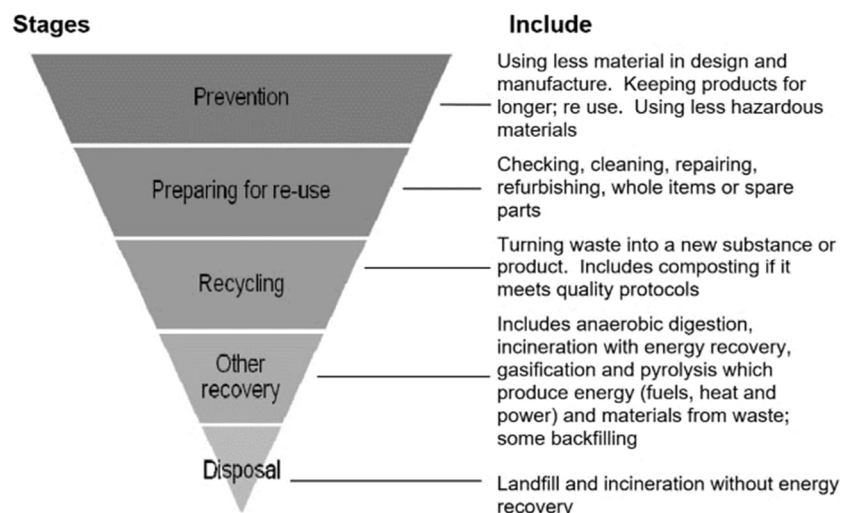 Stages
Include
Prevention
Using less material in design and
manufacture.  Keeping products for
longer; re use.  Using less hazardous
materials
Preparing for re-use
Checking, cleaning, repairing,
refurbishing, whole items or spare
parts
Recycling
Turning waste into a new substance or
product.  Includes composting if it
meets quality protocols
Other
recovery
Includes anaerobic digestion,
incineration with energy recovery,
gasification and pyrolysis which
produce energy (fuels, heat and
power) and materials from waste;
some backfilling
Disposal
Landfill and incineration without energy
recovery